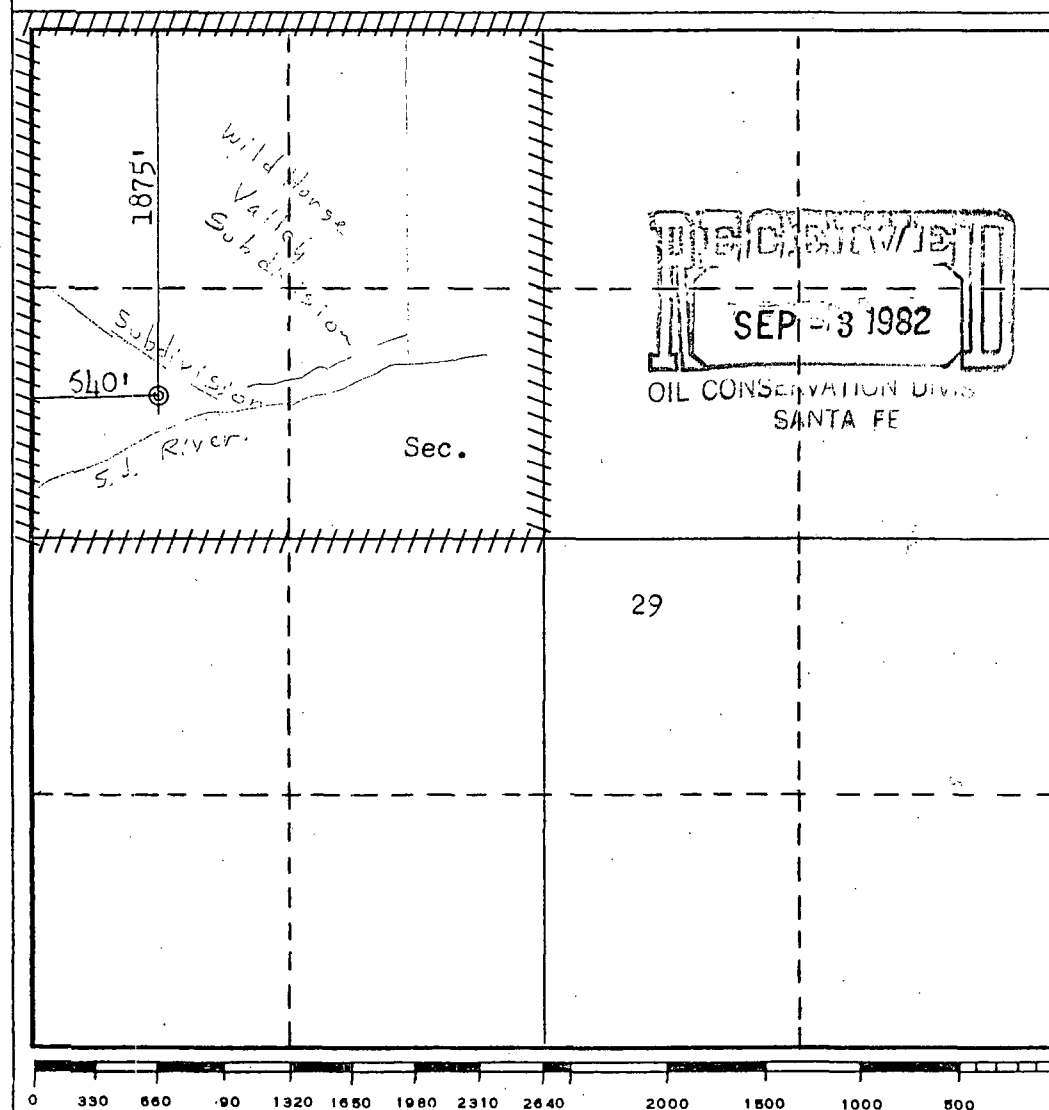 1875'
Wild Horse
Valley
Subdivision
Subdivision
540'
S.J. River.
Sec.
RECEIVED
SEP - 3 1982
OIL CONSERVATION DIVIS
SANTA FE
29
0 330 660 90 1320 1650 1980 2310 2640 2000 1500 1000 500